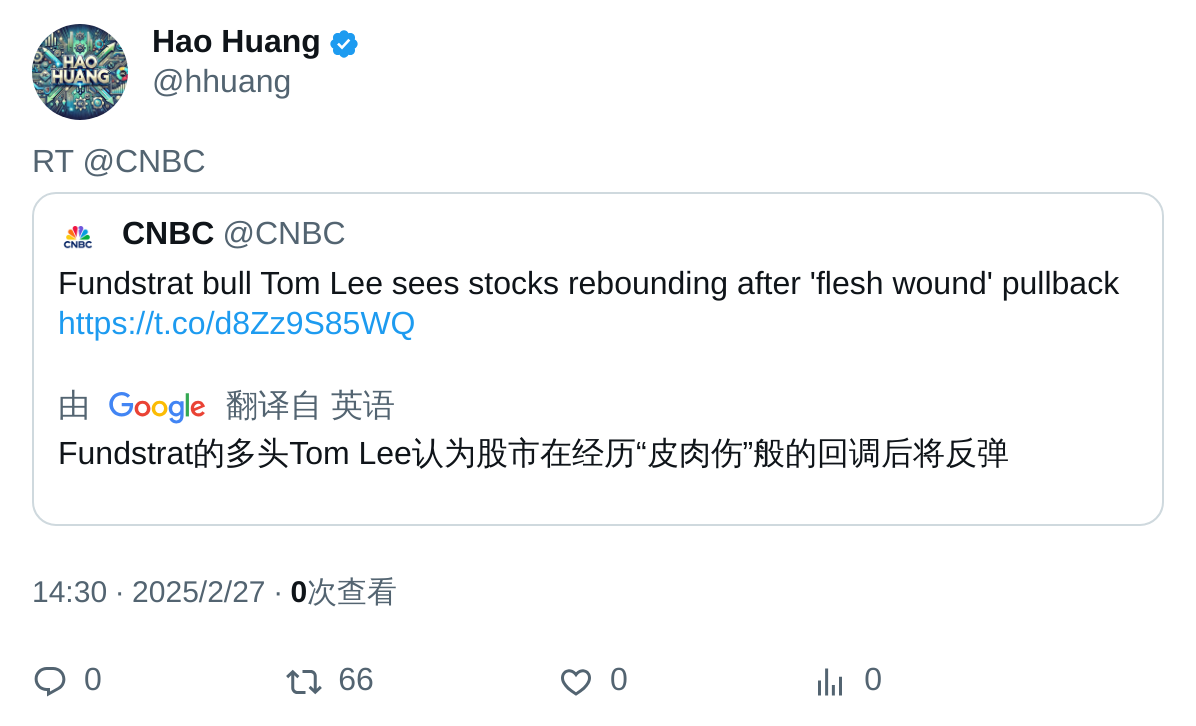 HAO
HUANG
Hao Huang
@hhuang
RT @CNBC
CNBC
CNBC @CNBC
Fundstrat bull Tom Lee sees stocks rebounding after 'flesh wound' pullback
https://t.co/d8Zz9S85WQ
由 Google 翻译自 英语
Fundstrat的多头Tom Lee认为股市在经历“皮肉伤”般的回调后将反弹
14:30 · 2025/2/27 · 0次查看
0 66 0 0